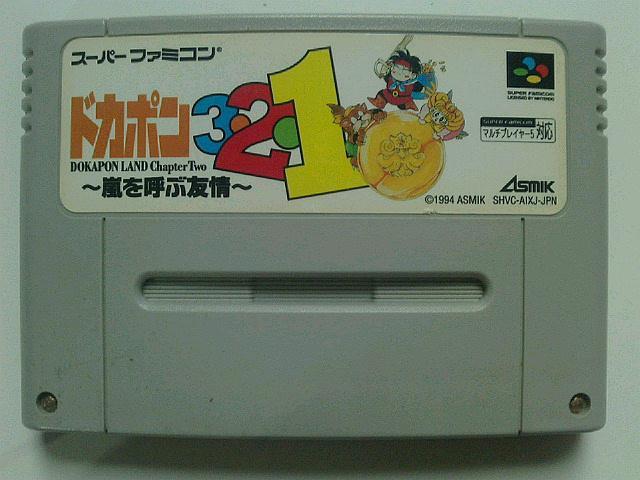 スーパーファミコン®
ドカポン3・2・1
DOKAPON LAND Chapter Two
〜嵐を呼ぶ友情〜
SUPER FAMICOM
LICENSED BY NINTENDO
SUPER FAMICOM
マルチプレイヤー5対応
ASMIK
©1994 ASMIK SHVC-AIXJ-JPN